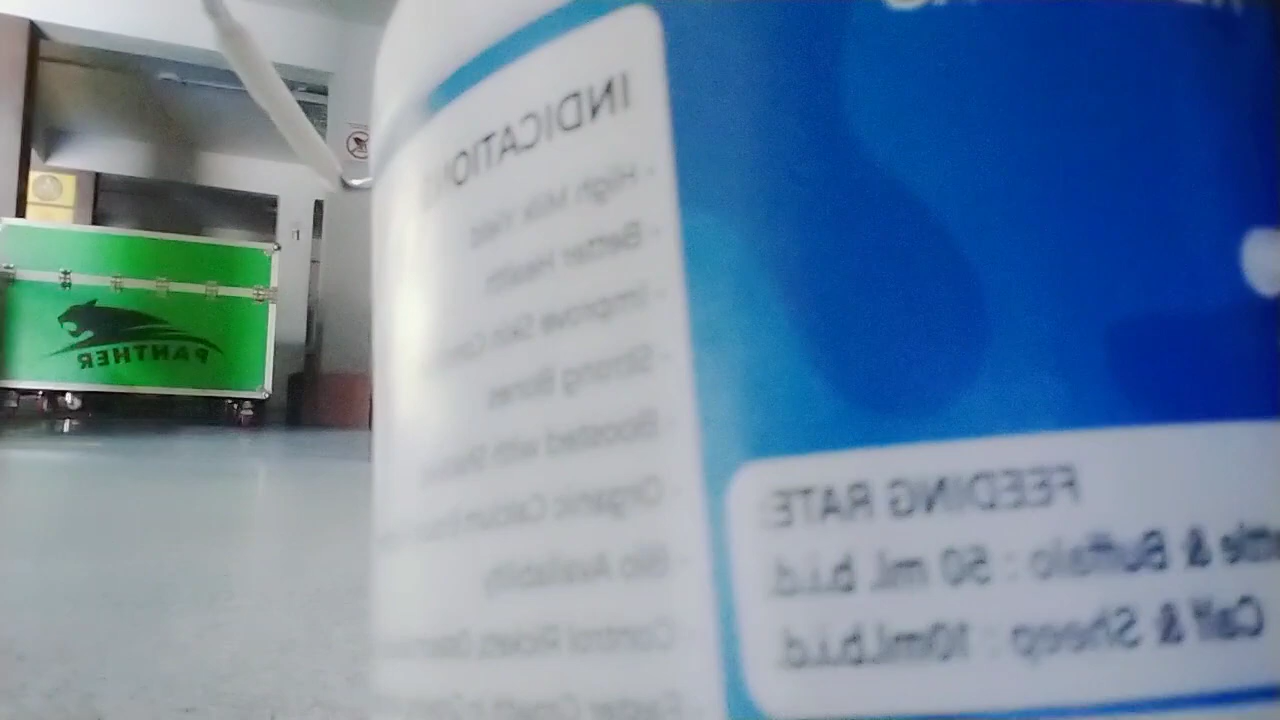 PANTHER
INDICATION
- High Milk Yield
- Better Health
- Improve Skin
- Strong Bones
- Boosted with
- Organic Calcium
- Bio Availability
- Control Rickets,
FEEDING RATE
& Buffalo : 50 ml.b.i.d.
Calf & Sheep : 10ml.b.i.d.